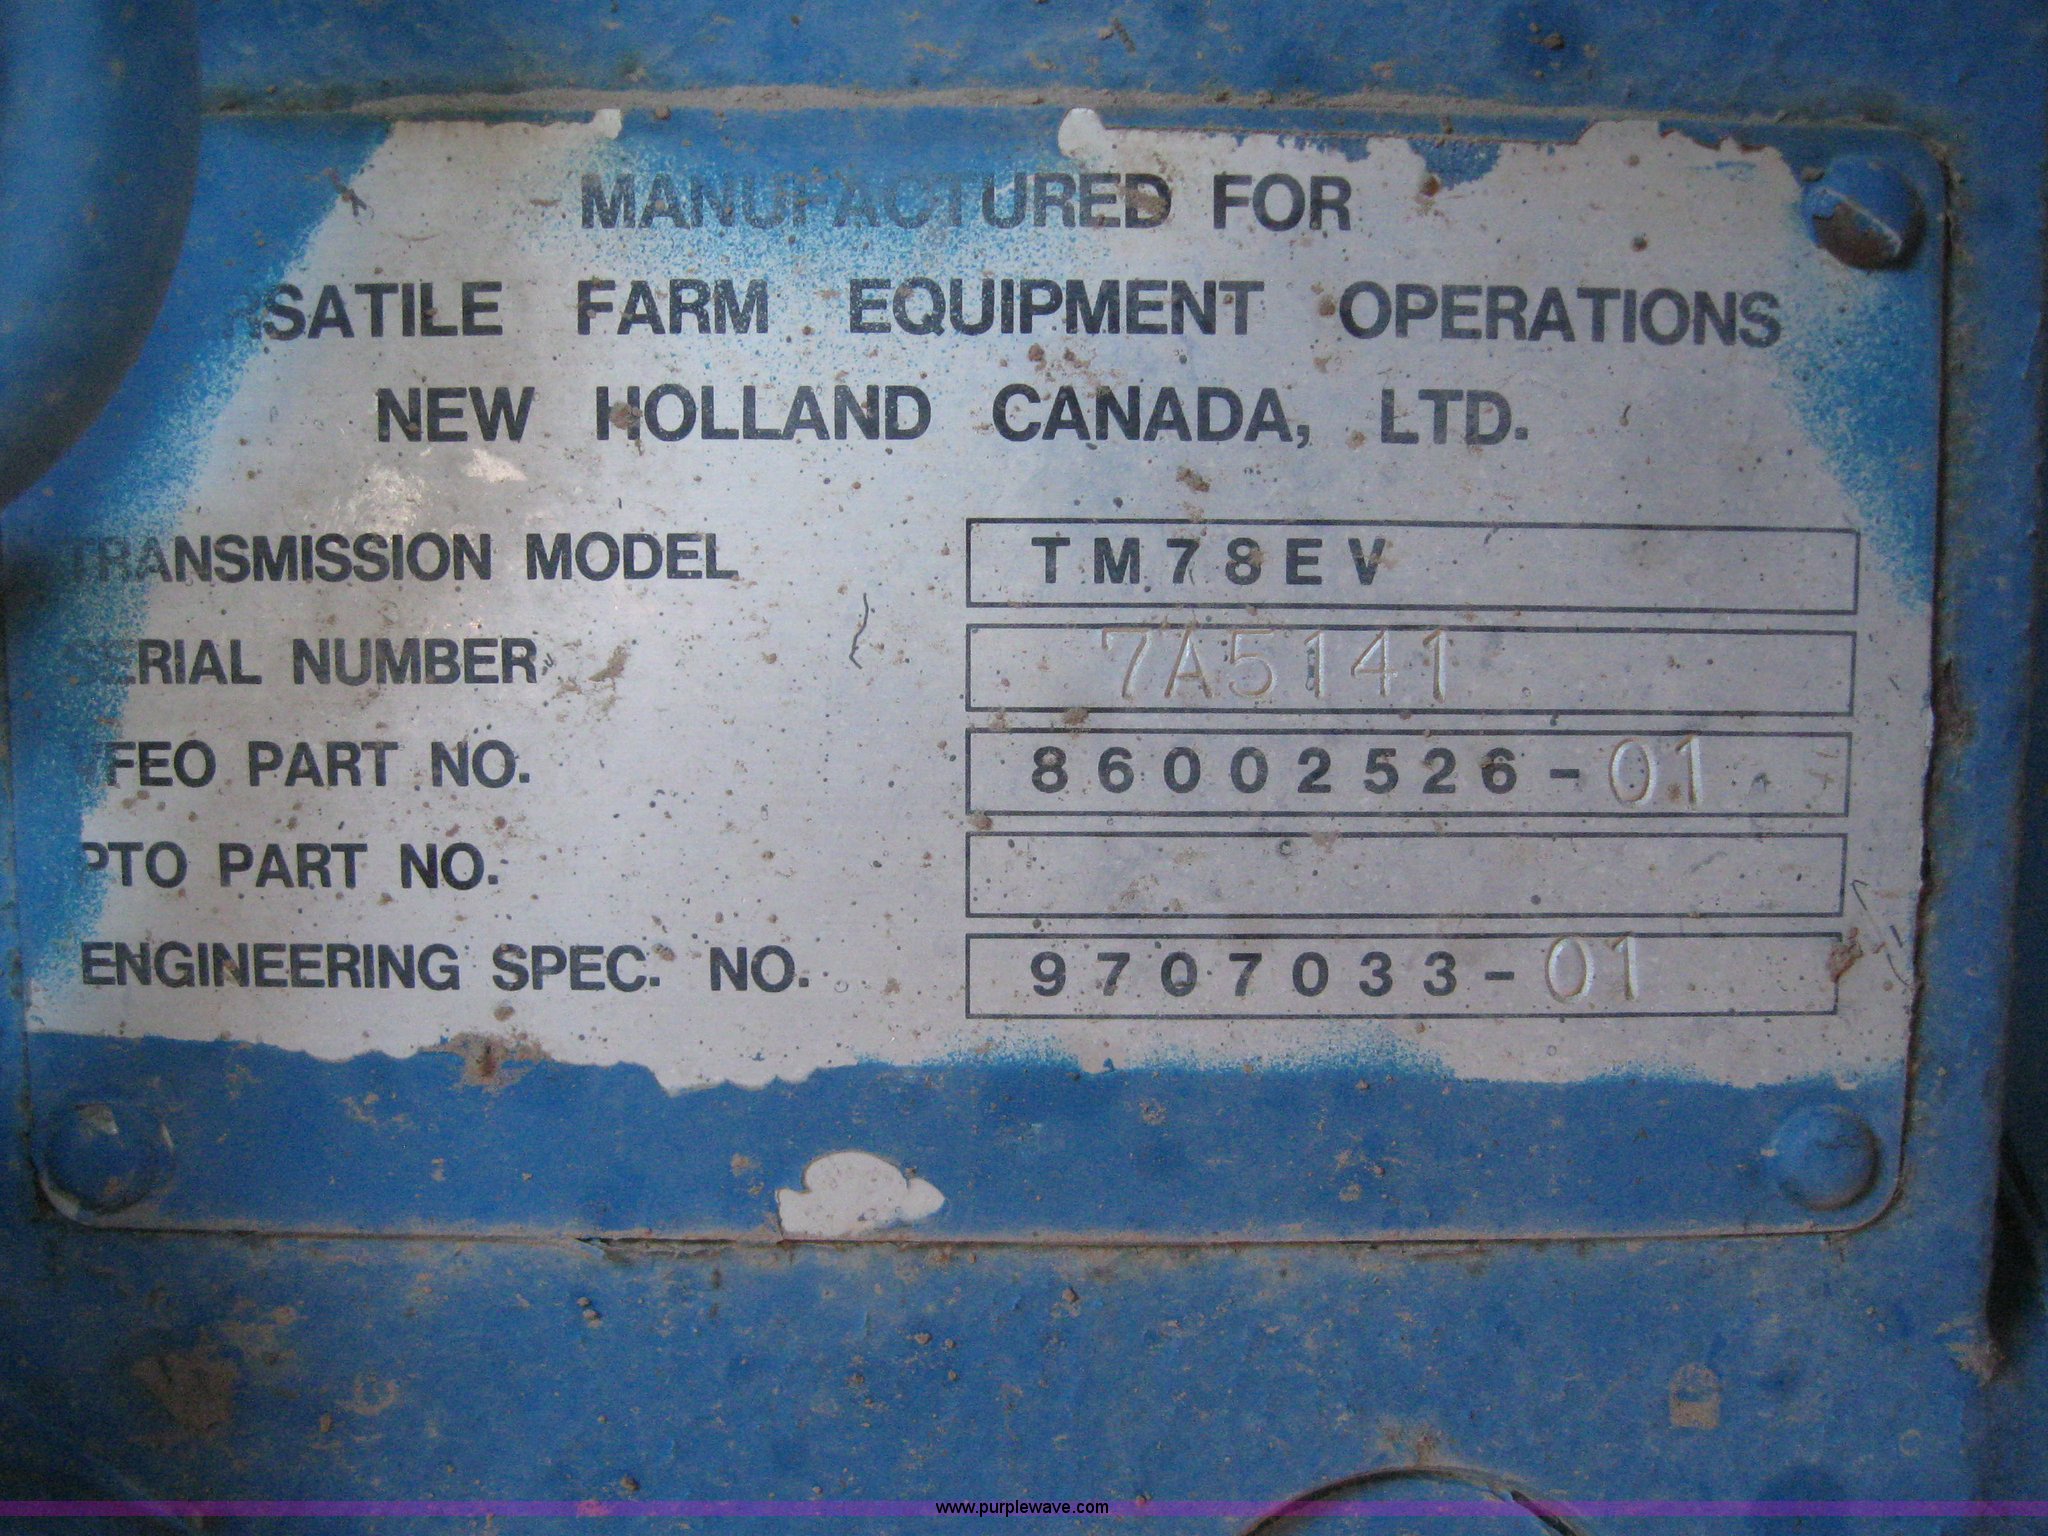 MANUFACTURED FOR
RSATILE FARM EQUIPMENT OPERATIONS
NEW HOLLAND CANADA, LTD.
TRANSMISSION MODEL TM78EV
SERIAL NUMBER 7A5141
FEO PART NO. 86002526-01
PTO PART NO.
ENGINEERING SPEC. NO. 9707033-01
www.purplewave.com